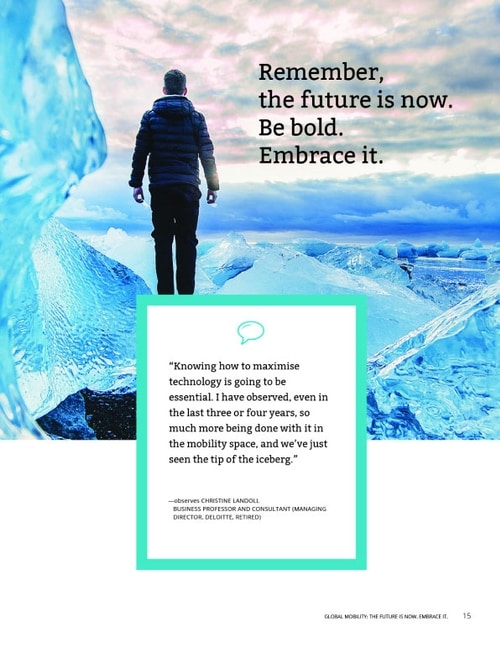 Remember,
the future is now.
Be bold.
Embrace it.
“Knowing how to maximise
technology is going to be
essential. I have observed, even in
the last three or four years, so
much more being done with it in
the mobility space, and we’ve just
seen the tip of the iceberg.”
—observes CHRISTINE LANDOLL
BUSINESS PROFESSOR AND CONSULTANT (MANAGING
DIRECTOR, DELOITTE, RETIRED)
GLOBAL MOBILITY: THE FUTURE IS NOW. EMBRACE IT. 15